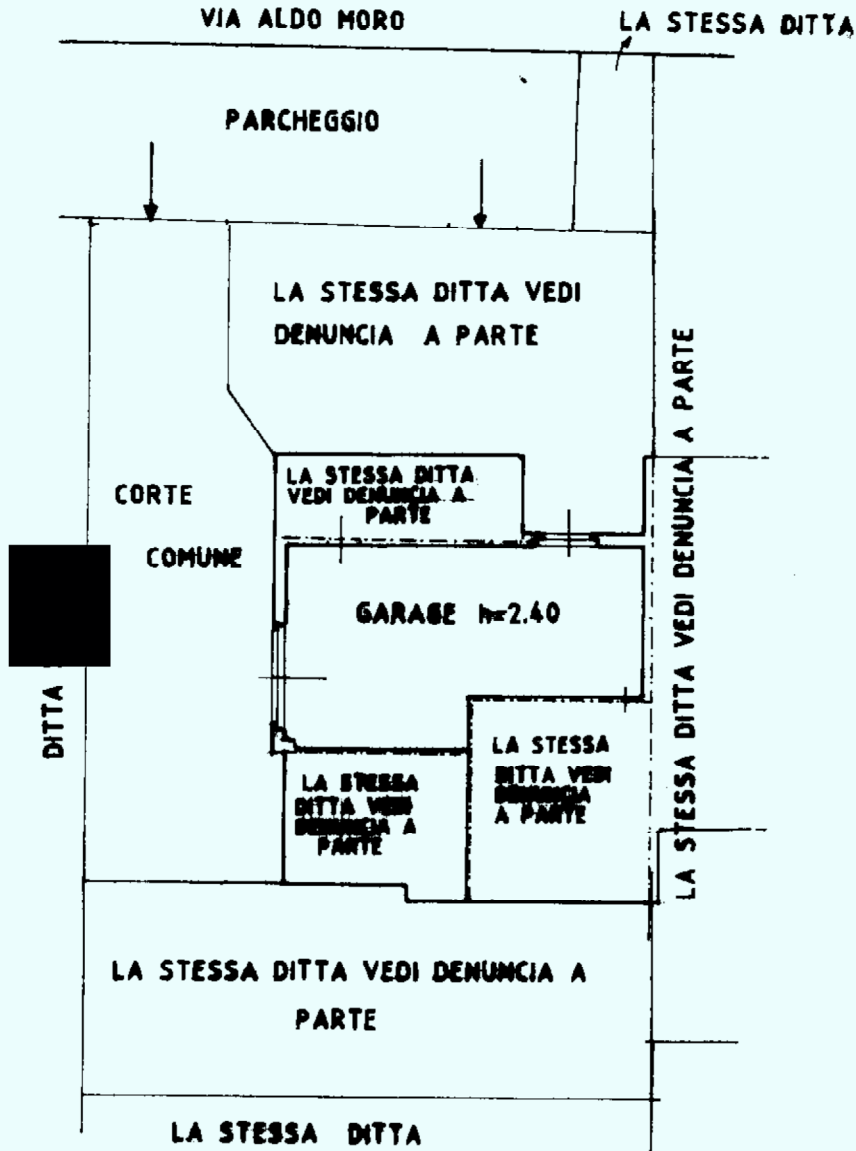 VIA ALDO MORO
LA STESSA DITTA
PARCHEGGIO
LA STESSA DITTA VEDI
DENUNCIA A PARTE
LA STESSA DITTA
VEDI DENUNCIA A
PARTE
CORTE
COMUNE
GARAGE h=2.40
DITTA
LA STESSA DITTA VEDI DENUNCIA A PARTE
LA STESSA
DITTA VEDI
DENUNCIA
A PARTE
LA STESSA
DITTA VEDI
DENUNCIA A
PARTE
LA STESSA DITTA VEDI DENUNCIA A
PARTE
LA STESSA DITTA